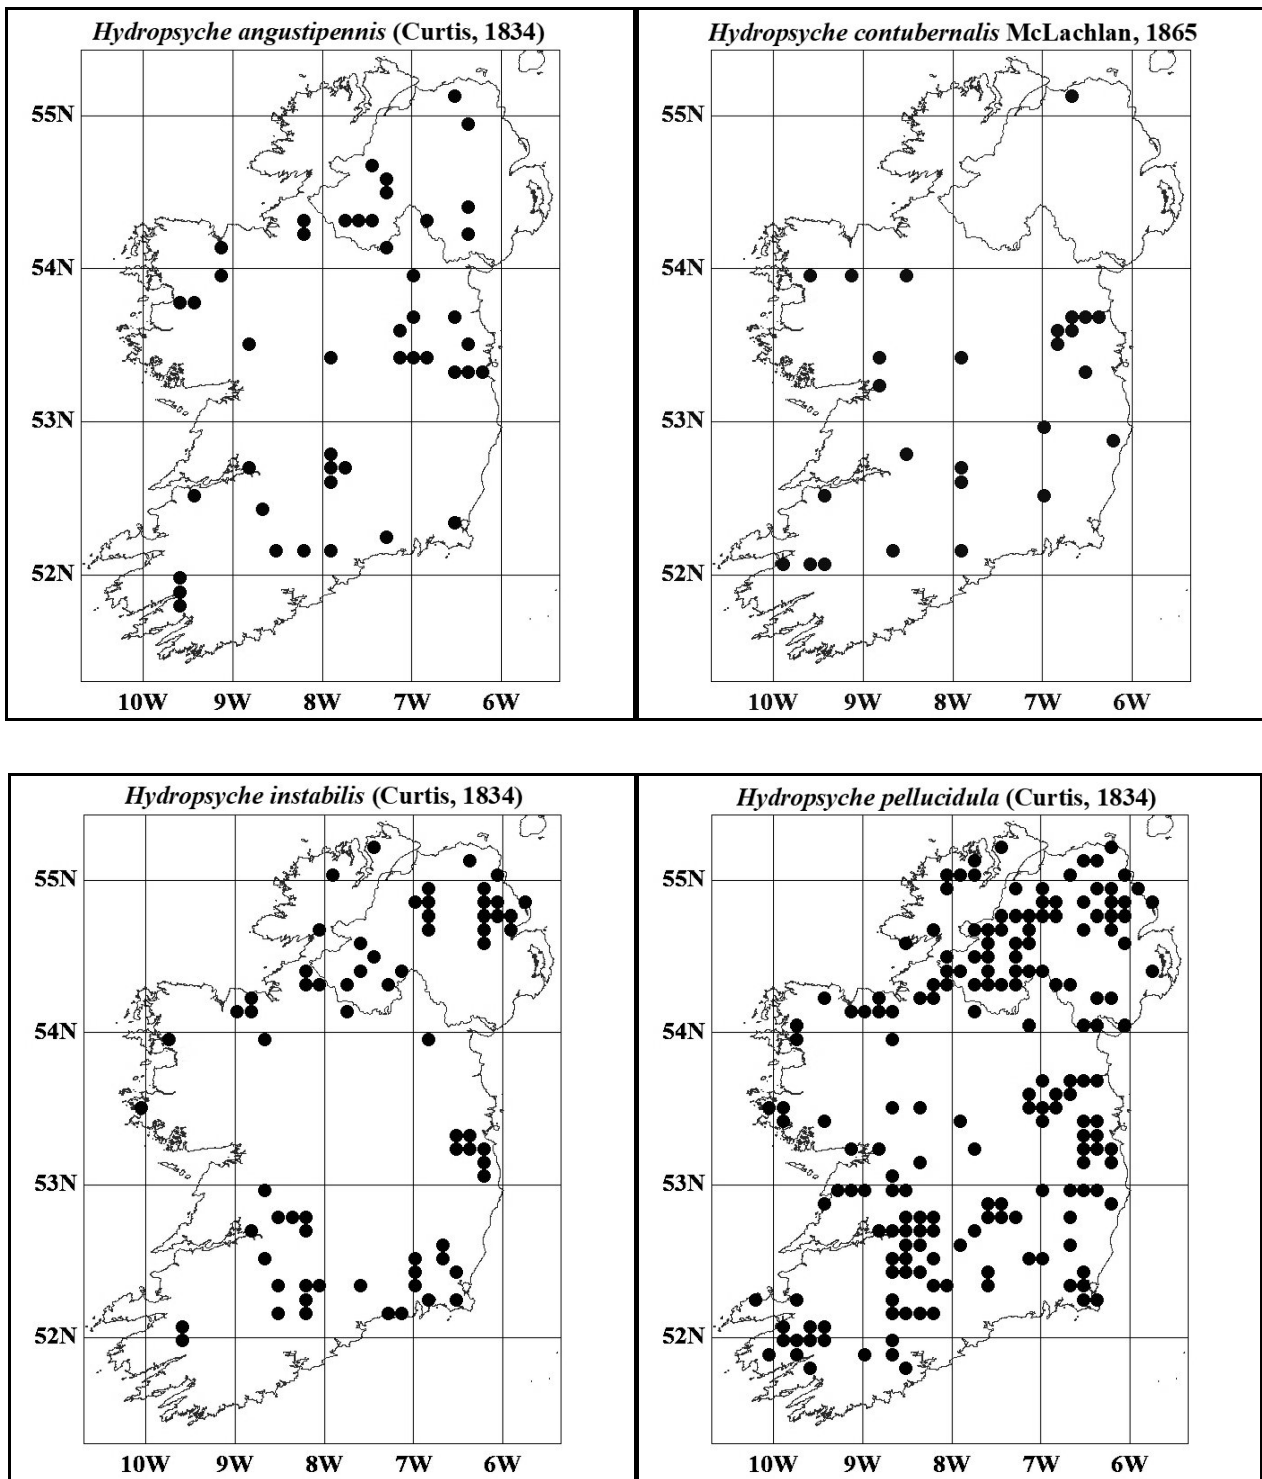 Hydropsyche angustipennis (Curtis, 1834)
55N
54N
53N
52N
10W 9W 8W 7W 6W
Hydropsyche contubernalis McLachlan, 1865
55N
54N
53N
52N
10W 9W 8W 7W 6W
Hydropsyche instabilis (Curtis, 1834)
55N
54N
53N
52N
10W 9W 8W 7W 6W
Hydropsyche pellucidula (Curtis, 1834)
55N
54N
53N
52N
10W 9W 8W 7W 6W